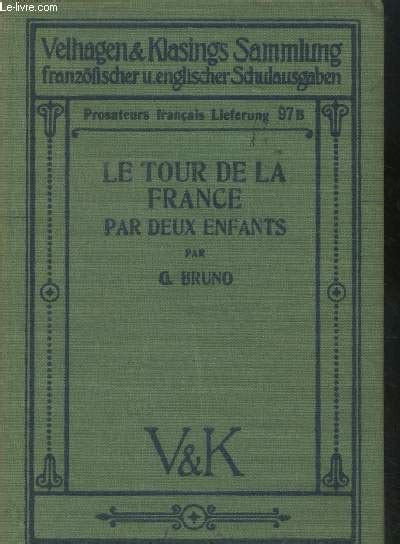 Le-livre.com
Velhagen & Klasings Sammlung
französischer u. englischer Schulausgaben
Prosateurs français Lieferung 97 B
LE TOUR DE LA
FRANCE
PAR DEUX ENFANTS
PAR
G. BRUNO
V&K